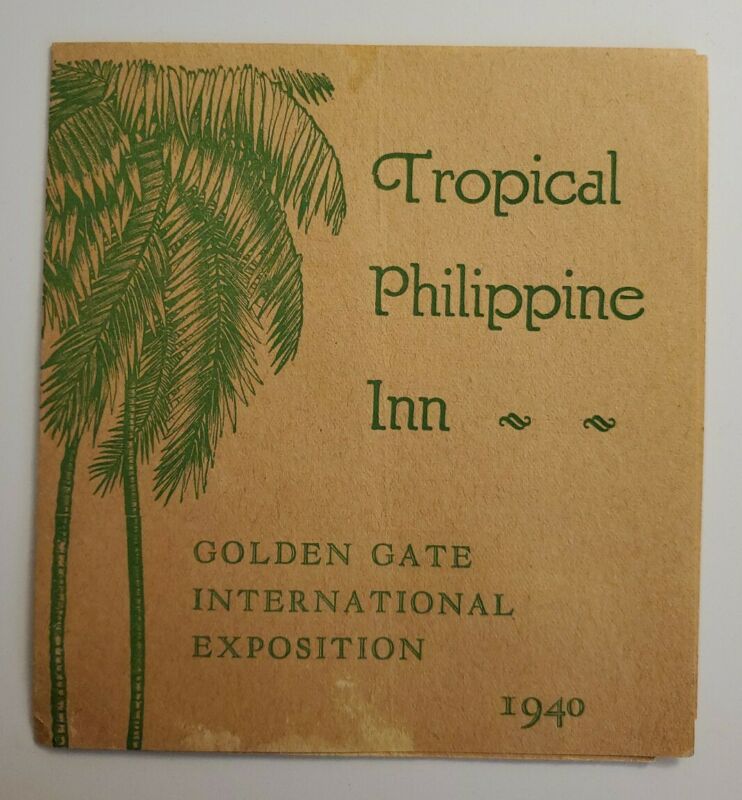 Tropical
Philippine
Inn
GOLDEN GATE
INTERNATIONAL
EXPOSITION
1940